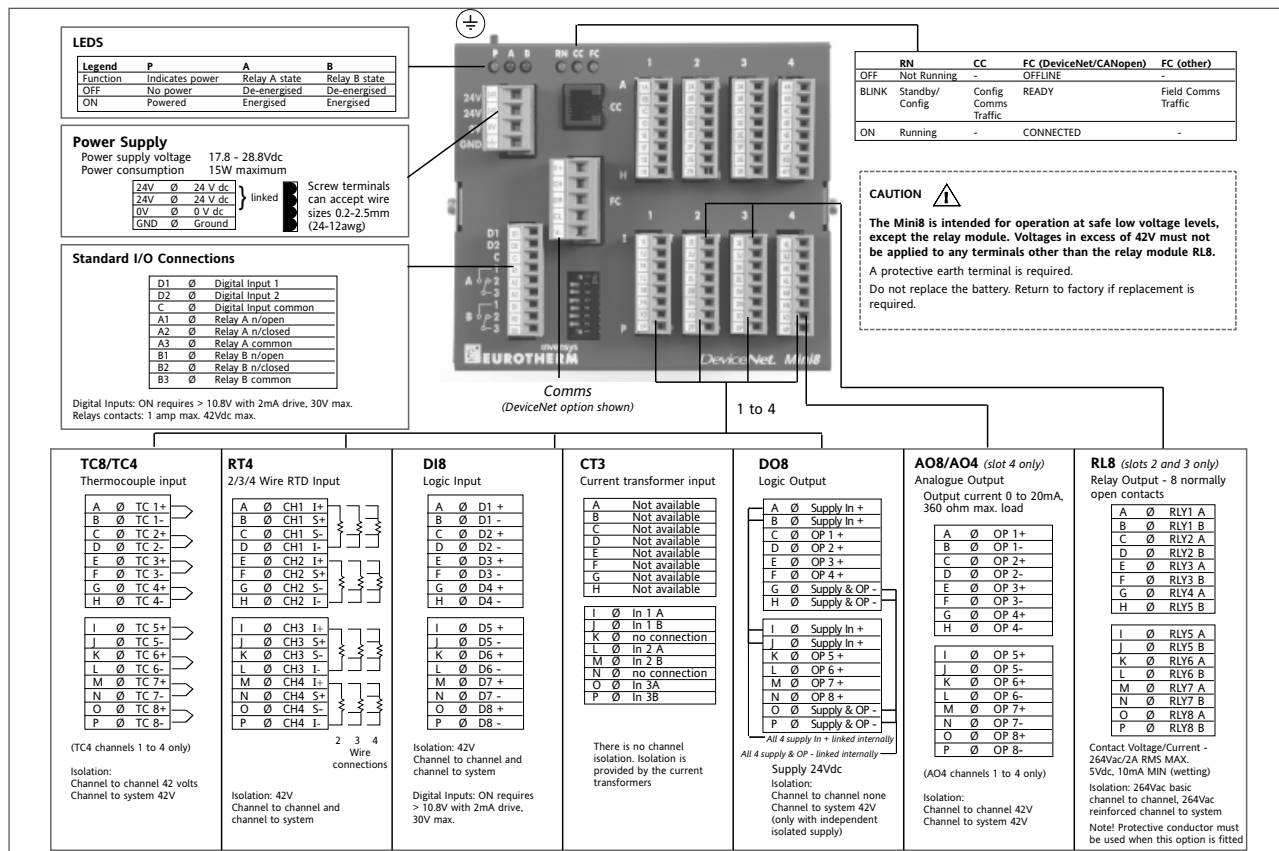 LEDS
Legend P A B
Function Indicates power Relay A state Relay B state
OFF No power De-energised De-energised
ON Powered Energised Energised
Power Supply
Power supply voltage 17.8 - 28.8Vdc
Power consumption 15W maximum
24V Ø 24 V dc
24V Ø 24 V dc
0V Ø 0 V dc
GND Ø Ground
linked
Screw terminals
can accept wire
sizes 0.2-2.5mm
(24-12awg)
Standard I/O Connections
D1 Ø Digital Input 1
D2 Ø Digital Input 2
C Ø Digital Input common
A1 Ø Relay A n/open
A2 Ø Relay A n/closed
A3 Ø Relay A common
B1 Ø Relay B n/open
B2 Ø Relay B n/closed
B3 Ø Relay B common
Digital Inputs: ON requires > 10.8V with 2mA drive, 30V max.
Relays contacts: 1 amp max. 42Vdc max.
P A B RN CC FC
1 2 3 4
24V
24V
GND
CC
A
H
FC
1 2 3 4
I
P
D1
D2
C
A 1 2 3
B 1 2 3
invensys
EUROTHERM
DeviceNet. Mini8
Comms
(DeviceNet option shown)
1 to 4
RN CC FC (DeviceNet/CANopen) FC (other)
OFF Not Running - OFFLINE -
BLINK Standby/ Config READY Field Comms
Config Comms Traffic
Traffic
ON Running - CONNECTED -
CAUTION
The Mini8 is intended for operation at safe low voltage levels,
except the relay module. Voltages in excess of 42V must not
be applied to any terminals other than the relay module RL8.
A protective earth terminal is required.
Do not replace the battery. Return to factory if replacement is
required.
TC8/TC4
Thermocouple input
A Ø TC 1+
B Ø TC 1-
C Ø TC 2+
D Ø TC 2-
E Ø TC 3+
F Ø TC 3-
G Ø TC 4+
H Ø TC 4-
I Ø TC 5+
J Ø TC 5-
K Ø TC 6+
L Ø TC 6-
M Ø TC 7+
N Ø TC 7-
O Ø TC 8+
P Ø TC 8-
(TC4 channels 1 to 4 only)
Isolation:
Channel to channel 42 volts
Channel to system 42V
RT4
2/3/4 Wire RTD Input
A Ø CH1 I+
B Ø CH1 S+
C Ø CH1 S-
D Ø CH1 I-
E Ø CH2 I+
F Ø CH2 S+
G Ø CH2 S-
H Ø CH2 I-
I Ø CH3 I+
J Ø CH3 S+
K Ø CH3 S-
L Ø CH3 I-
M Ø CH4 I+
N Ø CH4 S+
O Ø CH4 S-
P Ø CH4 I-
2 3 4
Wire
connections
Isolation: 42V
Channel to channel and
channel to system
DI8
Logic Input
A Ø D1 +
B Ø D1 -
C Ø D2 +
D Ø D2 -
E Ø D3 +
F Ø D3 -
G Ø D4 +
H Ø D4 -
I Ø D5 +
J Ø D5 -
K Ø D6 +
L Ø D6 -
M Ø D7 +
N Ø D7 -
O Ø D8 +
P Ø D8 -
Isolation: 42V
Channel to channel and
channel to system
Digital Inputs: ON requires
> 10.8V with 2mA drive,
30V max.
CT3
Current transformer input
A Not available
B Not available
C Not available
D Not available
E Not available
F Not available
G Not available
H Not available
I Ø In 1 A
J Ø In 1 B
K Ø no connection
L Ø In 2 A
M Ø In 2 B
N Ø no connection
O Ø In 3A
P Ø In 3B
There is no channel
isolation. Isolation is
provided by the current
transformers
DO8
Logic Output
A Ø Supply In +
B Ø Supply In +
C Ø OP 1 +
D Ø OP 2 +
E Ø OP 3 +
F Ø OP 4 +
G Ø Supply & OP -
H Ø Supply & OP -
I Ø Supply In +
J Ø Supply In +
K Ø OP 5 +
L Ø OP 6 +
M Ø OP 7 +
N Ø OP 8 +
O Ø Supply & OP -
P Ø Supply & OP -
All 4 supply In + linked internally
All 4 supply & OP - linked internally
Supply 24Vdc
Isolation:
Channel to channel none
Channel to system 42V
(only with independent
isolated supply)
AO8/AO4 (slot 4 only)
Analogue Output
Output current 0 to 20mA,
360 ohm max. load
A Ø OP 1+
B Ø OP 1-
C Ø OP 2+
D Ø OP 2-
E Ø OP 3+
F Ø OP 3-
G Ø OP 4+
H Ø OP 4-
I Ø OP 5+
J Ø OP 5-
K Ø OP 6+
L Ø OP 6-
M Ø OP 7+
N Ø OP 7-
O Ø OP 8+
P Ø OP 8-
(AO4 channels 1 to 4 only)
Isolation:
Channel to channel 42V
Channel to system 42V
RL8 (slots 2 and 3 only)
Relay Output - 8 normally
open contacts
A Ø RLY1 A
B Ø RLY1 B
C Ø RLY2 A
D Ø RLY2 B
E Ø RLY3 A
F Ø RLY3 B
G Ø RLY4 A
H Ø RLY5 B
I Ø RLY5 A
J Ø RLY5 B
K Ø RLY6 A
L Ø RLY6 B
M Ø RLY7 A
N Ø RLY7 B
O Ø RLY8 A
P Ø RLY8 B
Contact Voltage/Current -
264Vac/2A RMS MAX.
5Vdc, 10mA MIN (wetting)
Isolation: 264Vac basic
channel to channel, 264Vac
reinforced channel to system
Note! Protective conductor must
be used when this option is fitted